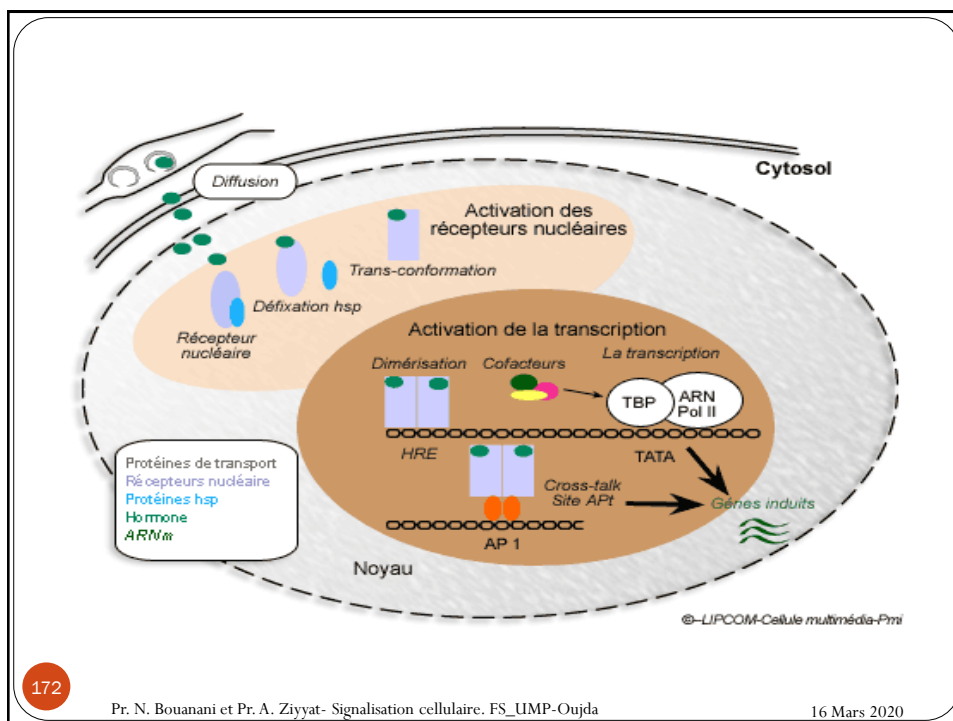 Cytosol
Diffusion
Activation des
récepteurs nucléaires
Trans-conformation
Défixation hsp
Récepteur
nucléaire
Activation de la transcription
Dimérisation
Cofacteurs
La transcription
TBP
ARN
Pol II
HRE
TATA
Cross-talk
Site APt
Gènes induits
AP 1
Noyau
Protéines de transport
Récepteurs nucléaire
Protéines hsp
Hormone
ARNm
©-LIPCOM-Cellule multimédia-Pmi
172
Pr. N. Bouanani et Pr. A. Ziyyat- Signalisation cellulaire. FS_UMP-Oujda
16 Mars 2020